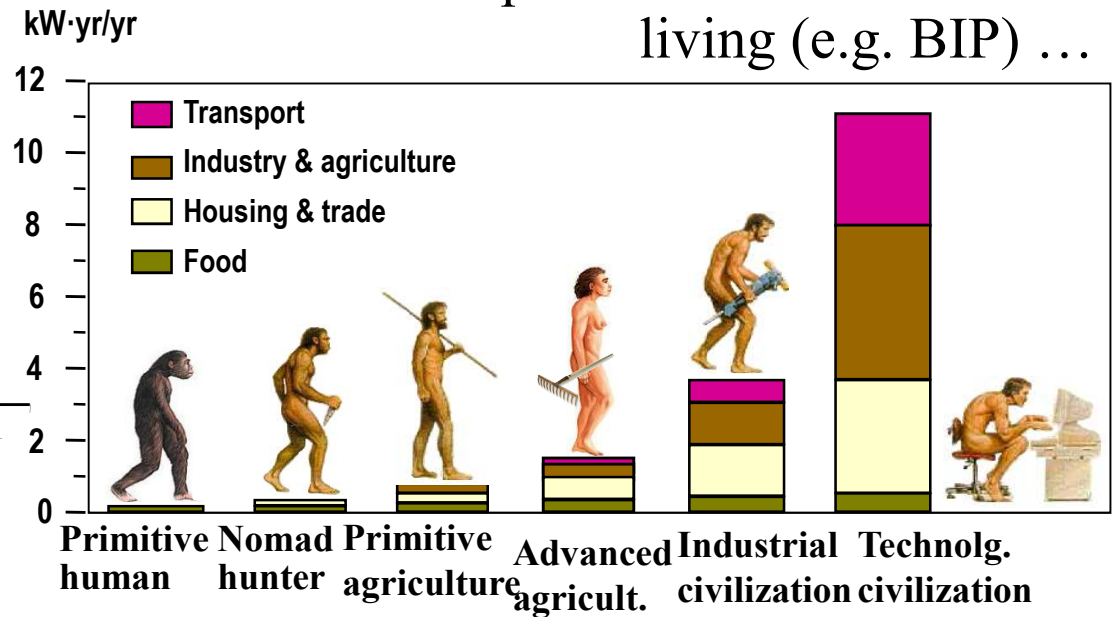 living (e.g. BIP) …
kW·yr/yr
12
10
8
6
4
2
0
Transport
Industry & agriculture
Housing & trade
Food
Primitive human
Nomad hunter
Primitive agriculture
Advanced agricult.
Industrial civilization
Technolg. civilization